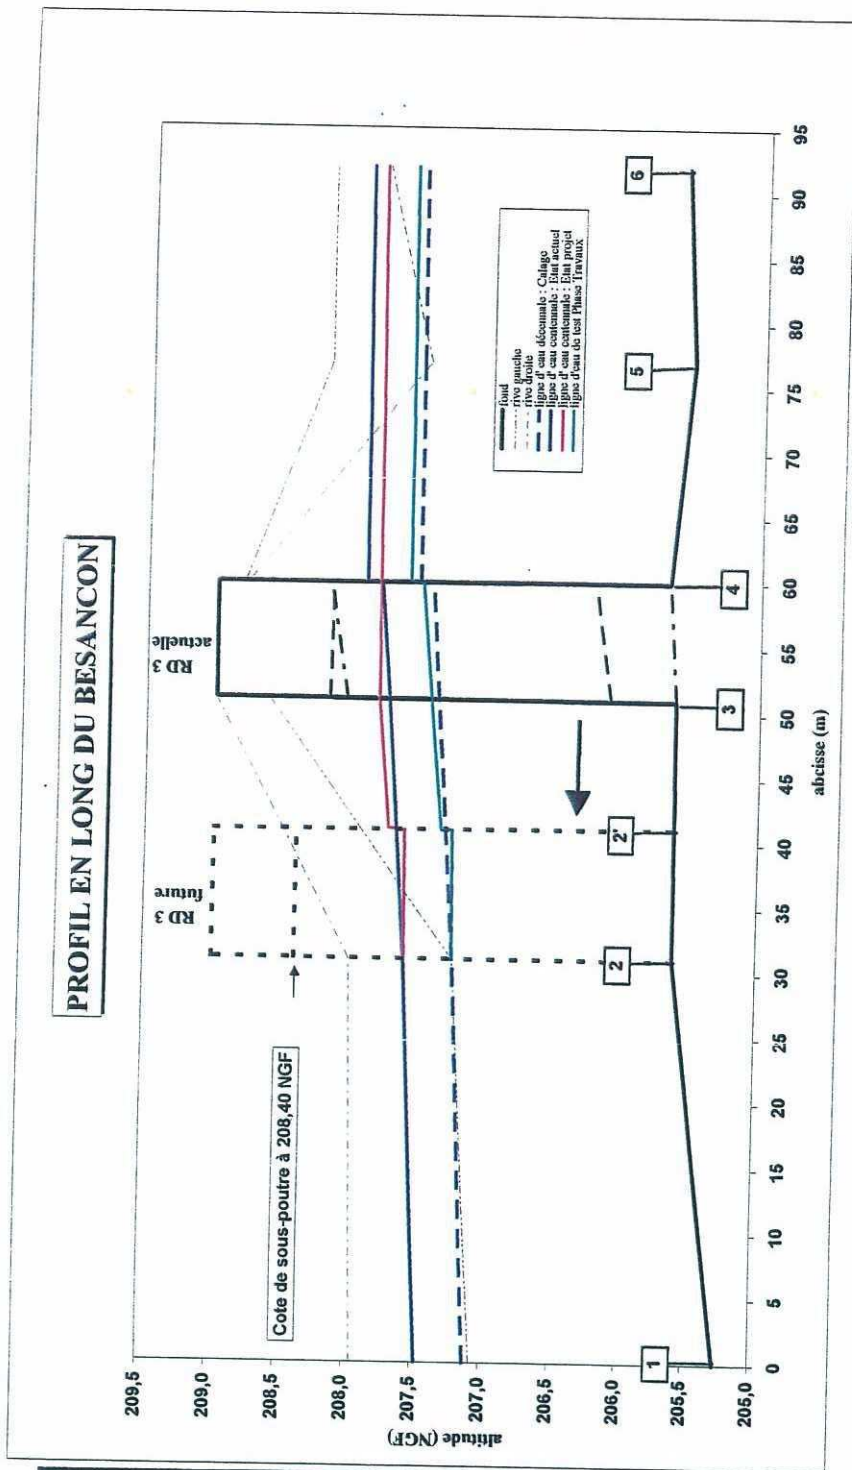 PROFIL EN LONG DU BESANCON
RD 3
future
RD 3
actuelle
Cote de sous-poutre à 208,40 NGF
altitude (NGF)
209,5
209,0
208,5
208,0
207,5
207,0
206,5
206,0
205,5
205,0
fond
rive gauche
rive droite
ligne d' eau décennale : Calage
ligne d' eau centennale : Etat actuel
ligne d' eau centennale : Etat projet
ligne d'eau de test Phase Travaux
1
2
2'
3
4
5
6
0
5
10
15
20
25
30
35
40
45
50
55
60
65
70
75
80
85
90
95
abcisse (m)